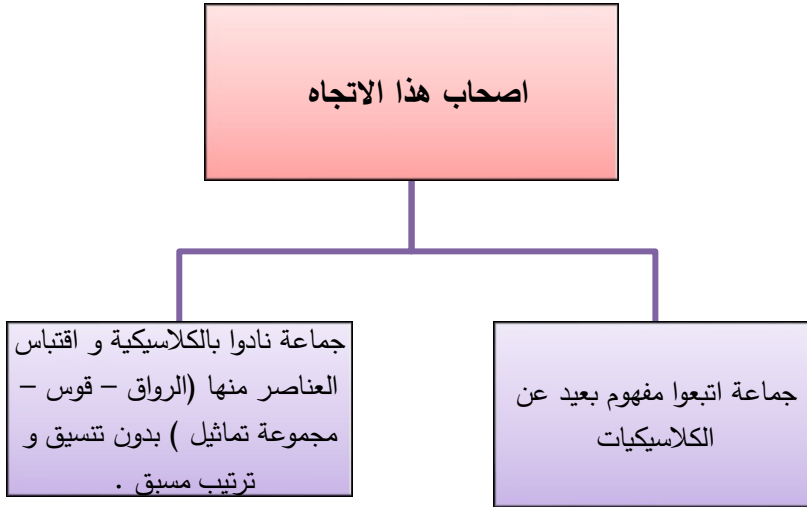 اصحاب هذا الاتجاه
جماعة اتبعوا مفهوم بعيد عن
الكلاسيكيات
جماعة نادوا بالكلاسيكية و اقتباس
العناصر منها (الرواق – قوس –
مجموعة تماثيل ) بدون تنسيق و
ترتيب مسبق .